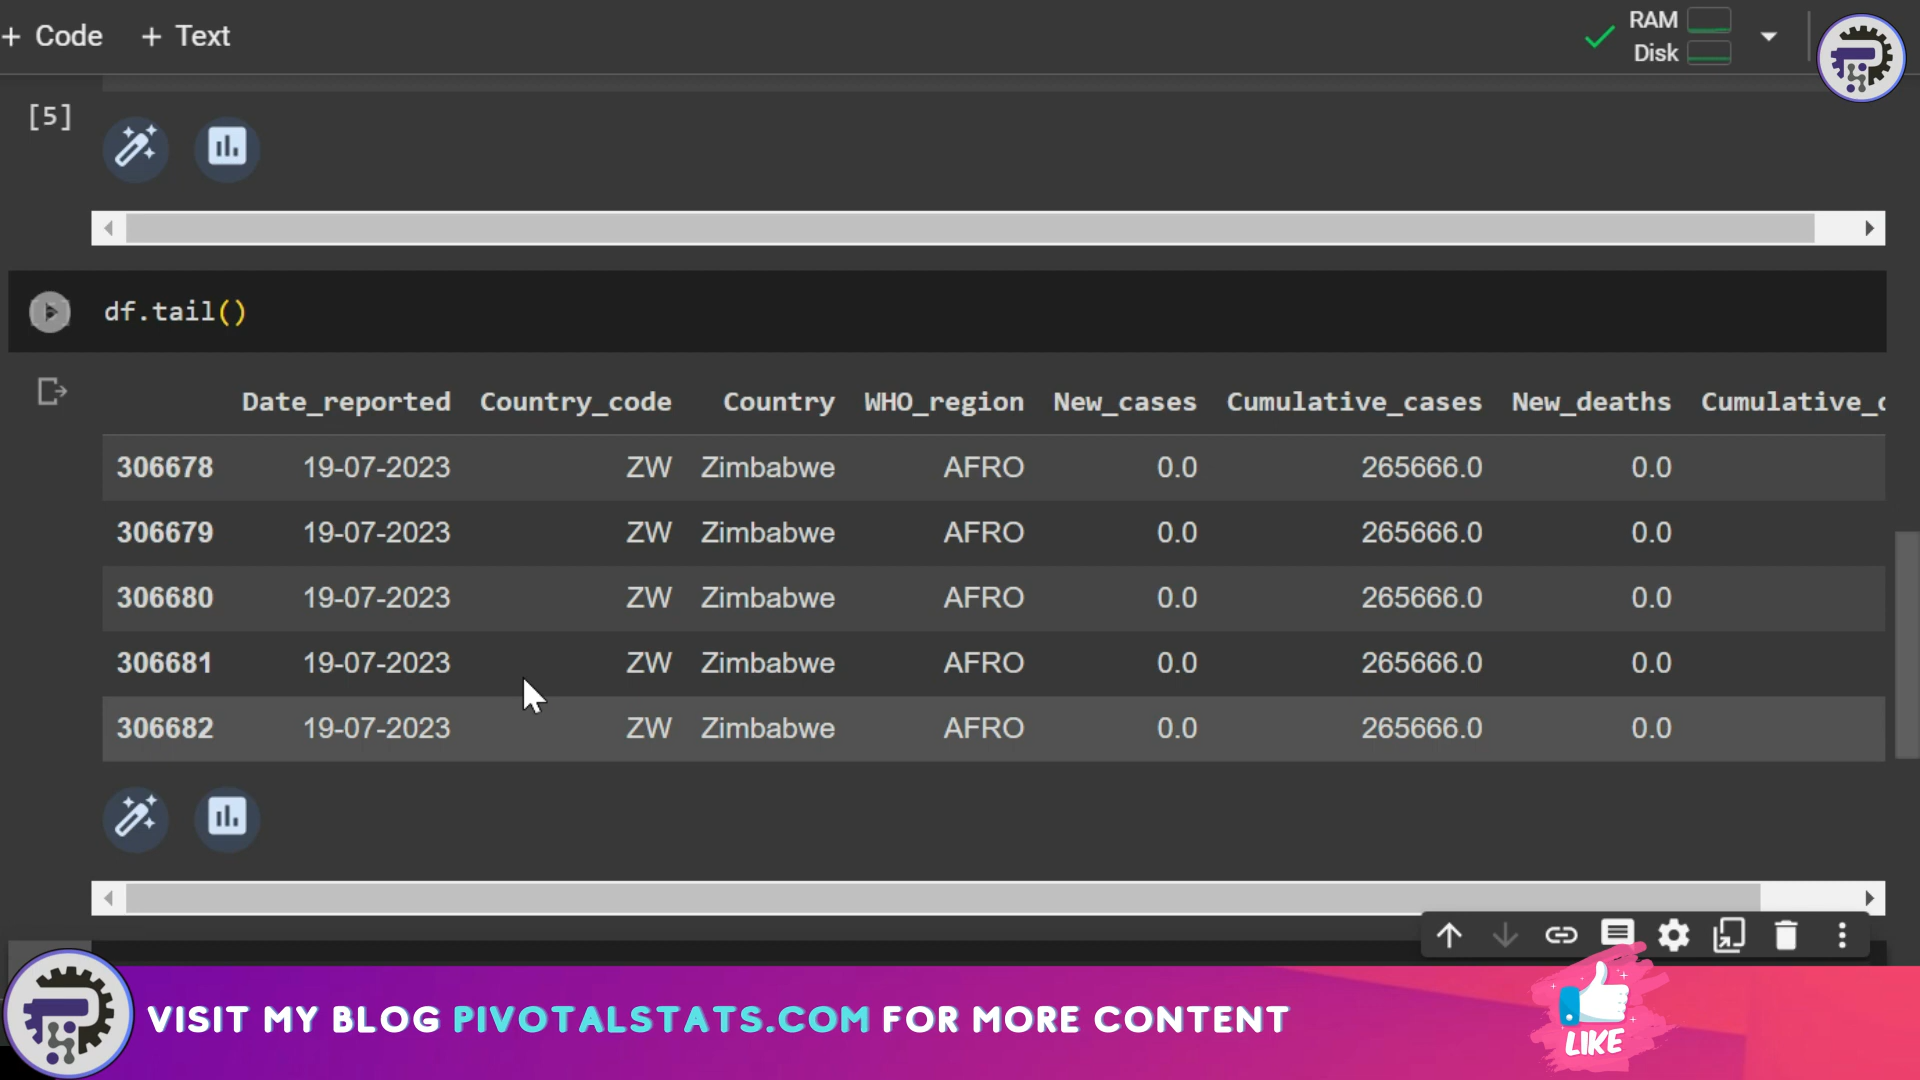 + Code + Text
RAM
Disk
[5]
df.tail()
Date_reported Country_code Country WHO_region New_cases Cumulative_cases New_deaths
306678 19-07-2023 ZW Zimbabwe AFRO 0.0 265666.0 0.0
306679 19-07-2023 ZW Zimbabwe AFRO 0.0 265666.0 0.0
306680 19-07-2023 ZW Zimbabwe AFRO 0.0 265666.0 0.0
306681 19-07-2023 ZW Zimbabwe AFRO 0.0 265666.0 0.0
306682 19-07-2023 ZW Zimbabwe AFRO 0.0 265666.0 0.0
VISIT MY BLOG PIVOTALSTATS.COM FOR MORE CONTENT
LIKE